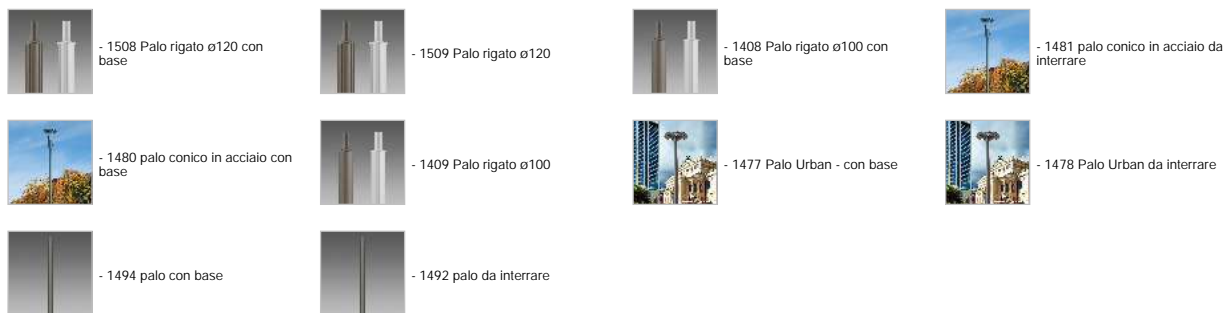 - 1508 Palo rigato ø120 con
base
- 1509 Palo rigato ø120
- 1408 Palo rigato ø100 con
base
- 1481 palo conico in acciaio da
interrare
- 1480 palo conico in acciaio con
base
- 1409 Palo rigato ø100
- 1477 Palo Urban - con base
- 1478 Palo Urban da interrare
- 1494 palo con base
- 1492 palo da interrare